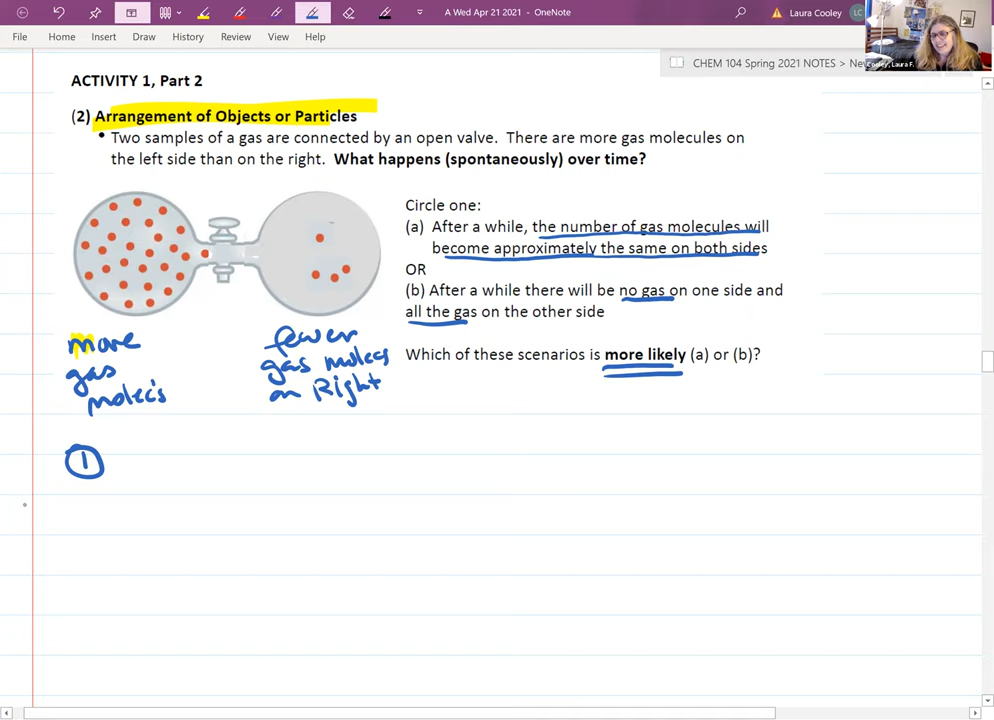 A Wed Apr 21 2021 - OneNote
Laura Cooley
LC
File Home Insert Draw History Review View Help
Cooley, Laura F.
CHEM 104 Spring 2021 NOTES > Ne
ACTIVITY 1, Part 2
(2) Arrangement of Objects or Particles
• Two samples of a gas are connected by an open valve. There are more gas molecules on
the left side than on the right. What happens (spontaneously) over time?
Circle one:
(a) After a while, the number of gas molecules will
become approximately the same on both sides
OR
(b) After a while there will be no gas on one side and
all the gas on the other side
Which of these scenarios is more likely (a) or (b)?
more
gas
molec's
fewer
gas molecs
on Right
1